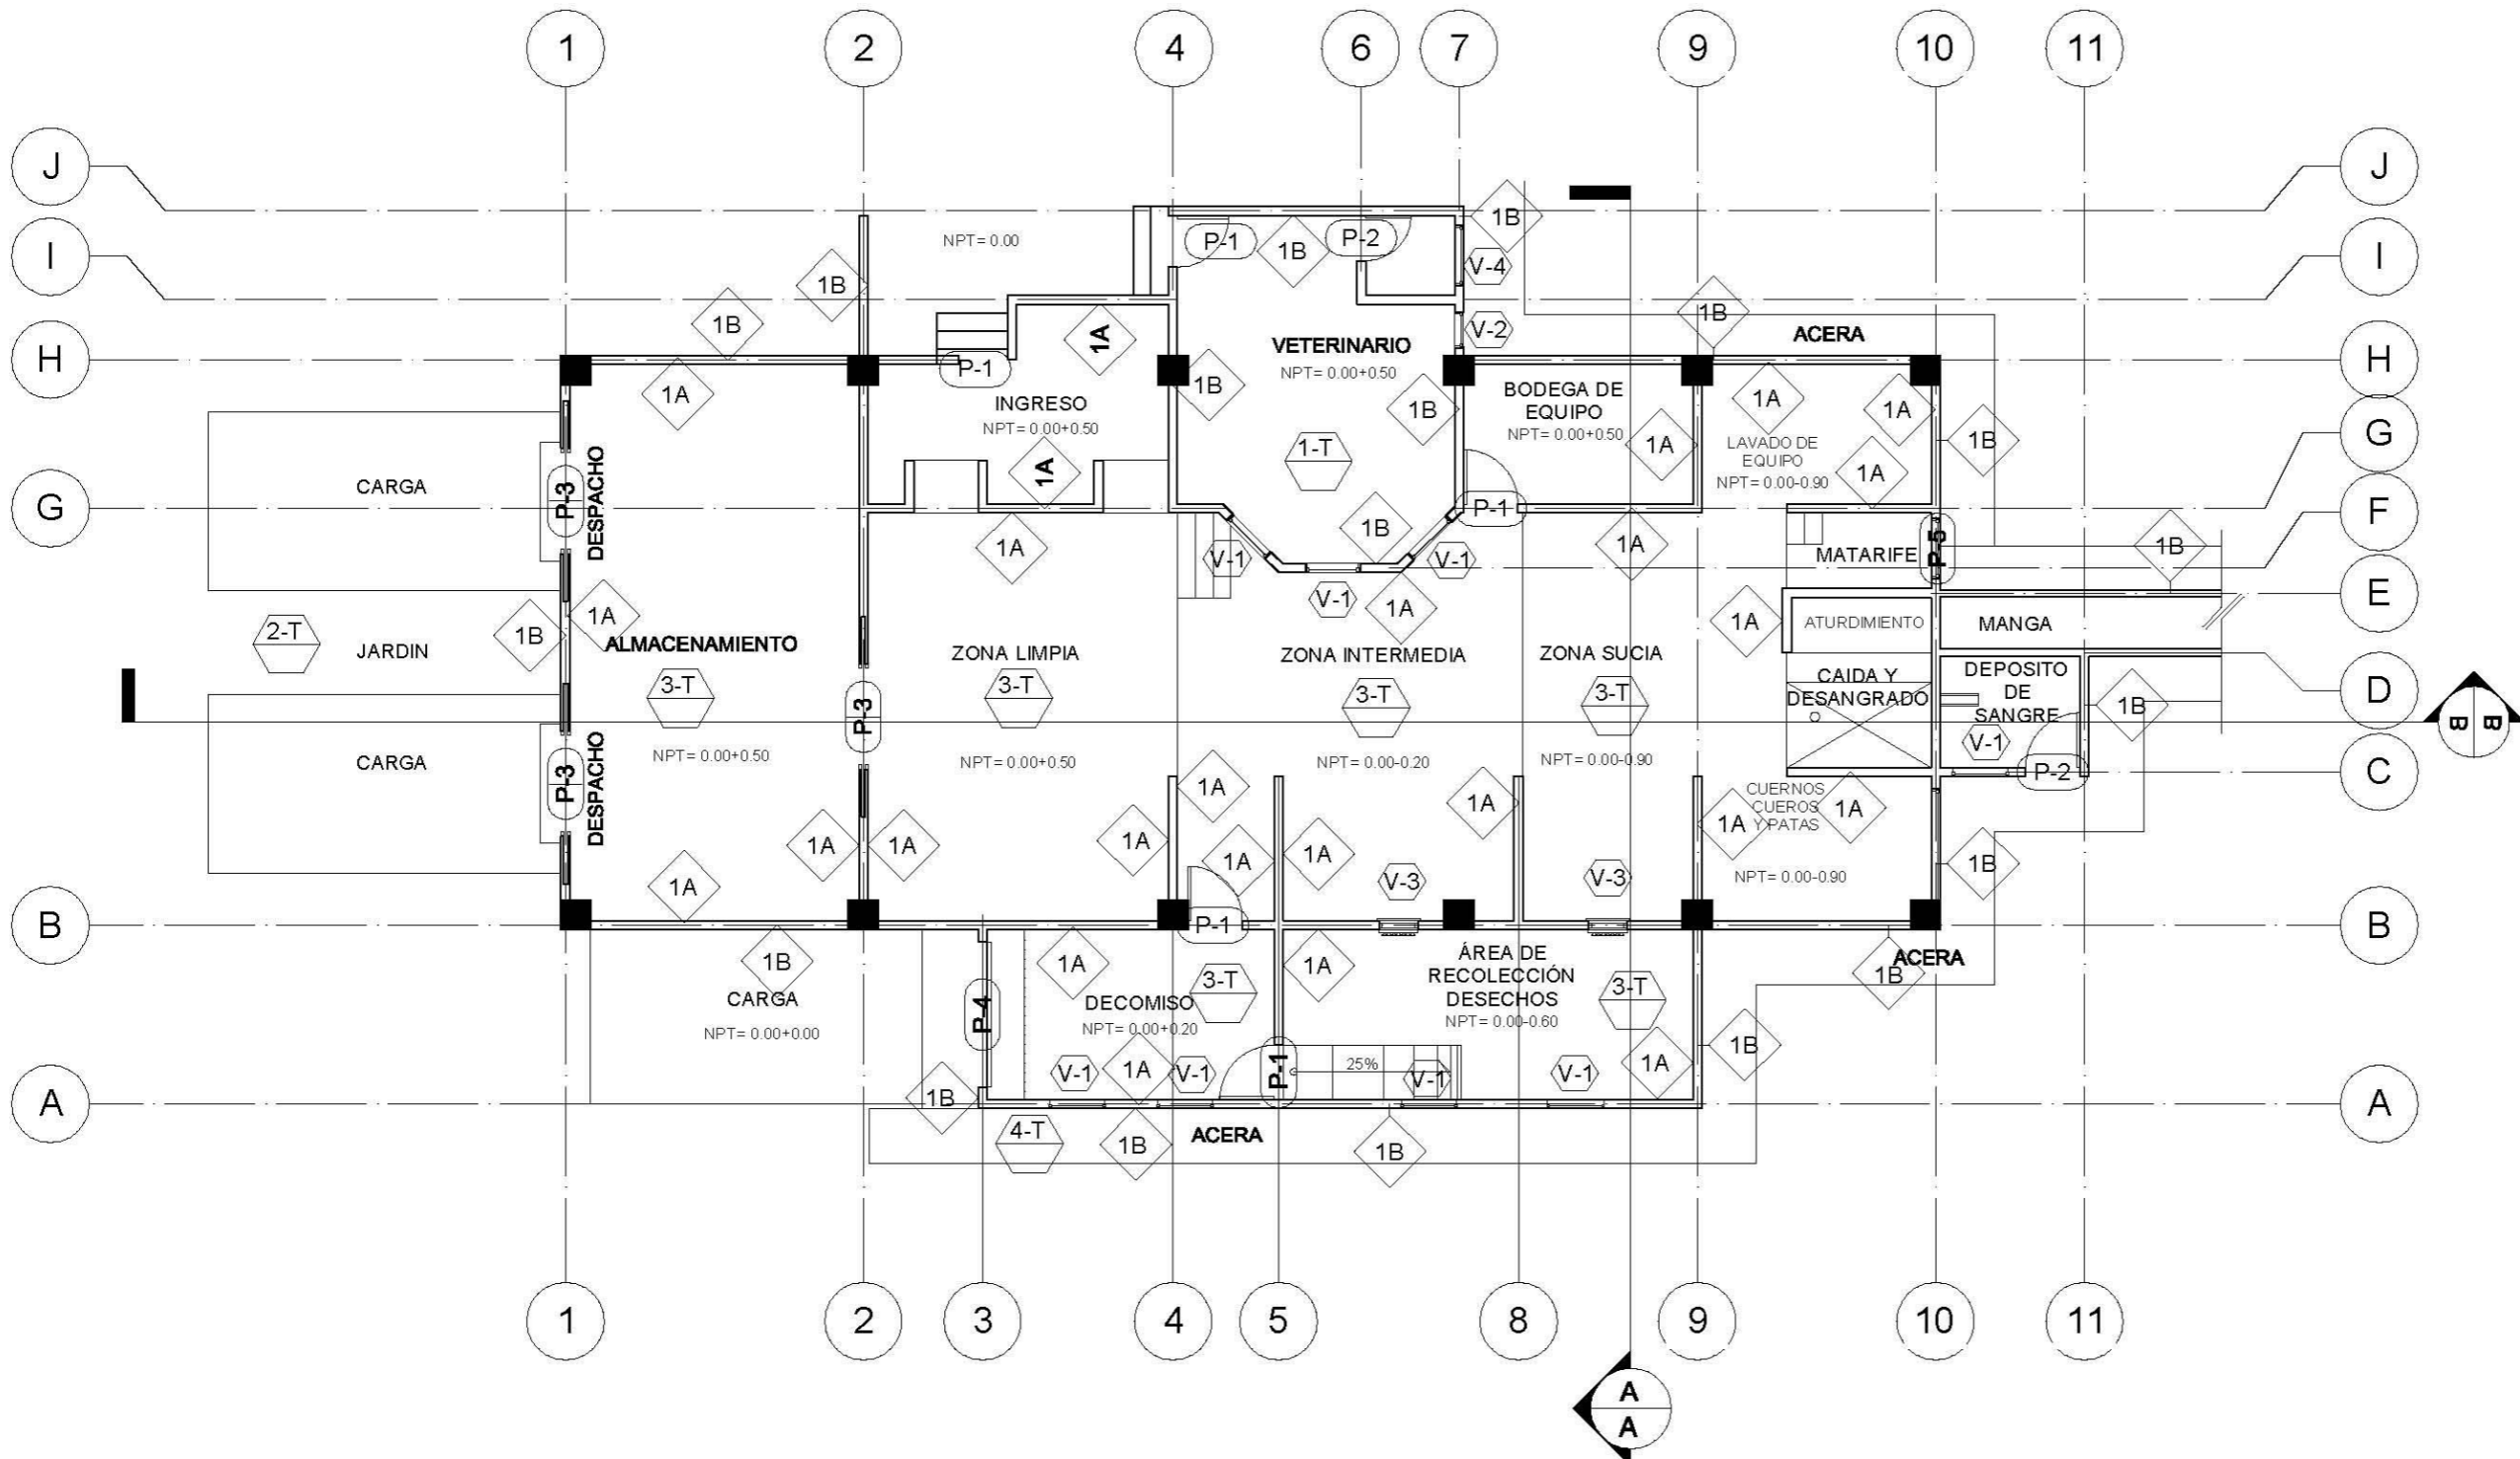 1 2 4 6 7 9 10 11
J J
I I
H H
G
G
F
E
D
C
B B
A A
NPT= 0.00
P-1
1B
P-2
1B
V-4
1B
1B
1B
1A
V-2
1B
ACERA
P-1
1A
INGRESO
NPT= 0.00+0.50
1A
1B
VETERINARIO
NPT= 0.00+0.50
1B
1-T
1B
BODEGA DE
EQUIPO
NPT= 0.00+0.50
1A
1A
1A
LAVADO DE
EQUIPO
NPT= 0.00-0.90
1A
1B
CARGA
P-3
DESPACHO
1A
V-1
V-1
V-1
1A
P-1
1A
MATARIFE
P-5
1B
2-T
JARDIN
1B
1A
ALMACENAMIENTO
3-T
NPT= 0.00+0.50
P-3
ZONA LIMPIA
3-T
NPT= 0.00+0.50
ZONA INTERMEDIA
3-T
NPT= 0.00-0.20
ZONA SUCIA
3-T
NPT= 0.00-0.90
1A
ATURDIMIENTO
MANGA
CAIDA Y
DESANGRADO
DEPOSITO
DE
SANGRE
V-1
P-2
1B
B
B
CARGA
P-3
DESPACHO
1A
1A
1A
1A
1A
1A
1A
1A
V-3
V-3
CUERNOS
CUEROS
Y PATAS
1A
1A
NPT= 0.00-0.90
1B
P-1
1B
CARGA
NPT= 0.00+0.00
P-4
1A
3-T
DECOMISO
NPT= 0.00+0.20
1A
ÁREA DE
RECOLECCIÓN
DESECHOS
NPT= 0.00-0.60
3-T
1B
ACERA
1B
V-1
1A
V-1
P-1
25%
V-1
V-1
1A
1B
4-T
1B
ACERA
1B
1 2 3 4 5 8 9 10 11
A
A